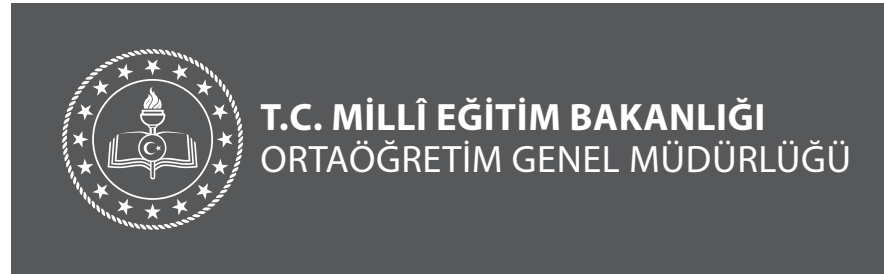 T.C. MİLLÎ EĞİTİM BAKANLIĞI
ORTAÖĞRETİM GENEL MÜDÜRLÜĞÜ